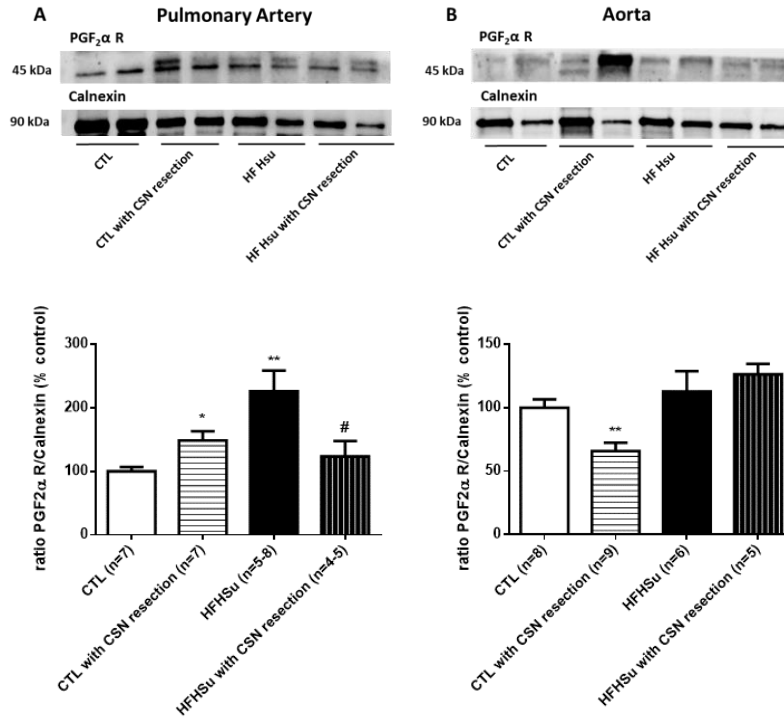 A
Pulmonary Artery
PGF₂α R
45 kDa
Calnexin
90 kDa
CTL
CTL with CSN resection
HF Hsu
HF Hsu with CSN resection
B
Aorta
PGF₂α R
45 kDa
Calnexin
90 kDa
CTL
CTL with CSN resection
HF Hsu
HF Hsu with CSN resection
ratio PGF2α R/Calnexin (% control)
300
200
100
0
*
**
#
CTL (n=7)
CTL with CSN resection (n=7)
HFHSu (n=5-8)
HFHSu with CSN resection (n=4-5)
ratio PGF2α R/Calnexin (% control)
150
100
50
0
**
CTL (n=8)
CTL with CSN resection (n=9)
HFHSu (n=6)
HFHSu with CSN resection (n=5)